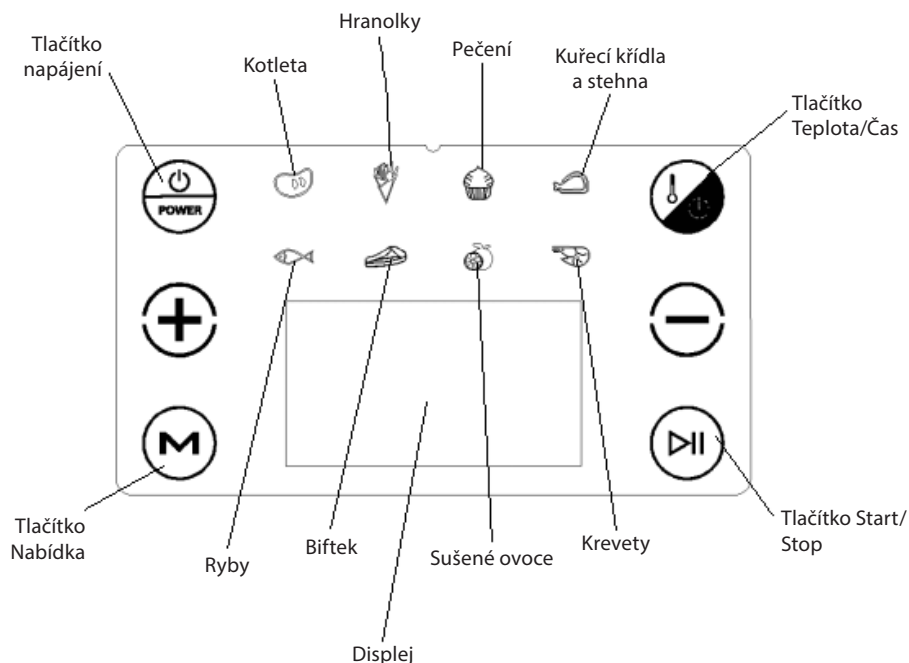 Hranolky
Tlačítko
napájení
Kotleta
Pečení
Kuřecí křídla
a stehna
Tlačítko
Teplota/Čas
POWER
M
Tlačítko
Nabídka
Ryby
Biftek
Sušené ovoce
Krevety
Tlačítko Start/
Stop
Displej